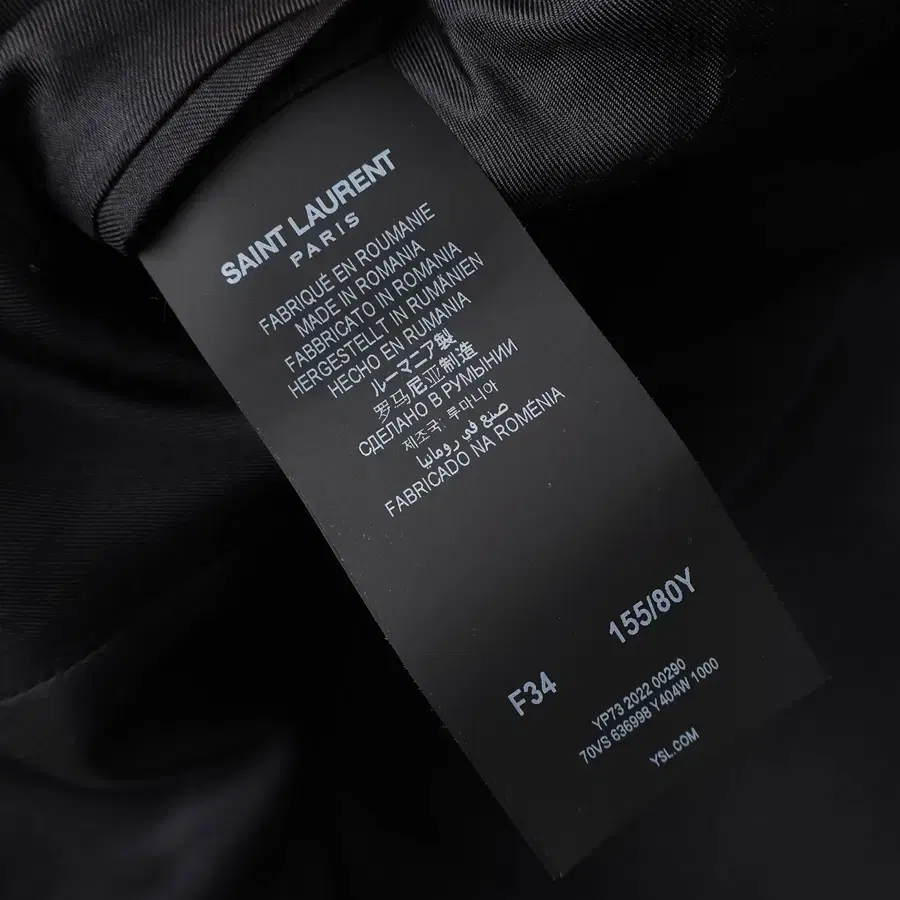 SAINT LAURENT
PARIS
FABRIQUÉ EN ROUMANIE
MADE IN ROMANIA
FABBRICATO IN ROMANIA
HERGESTELLT IN RUMÄNIEN
HECHO EN RUMANIA
ルーマニア製
罗马尼亚制造
СДЕЛАНО В РУМЫНИИ
제조국: 루마니아
صنع في رومانيا
FABRICADO NA ROMÉNIA
F34 155/80Y
YP73 2022 00290
70VS 636998 Y404W 1000
YSL.COM